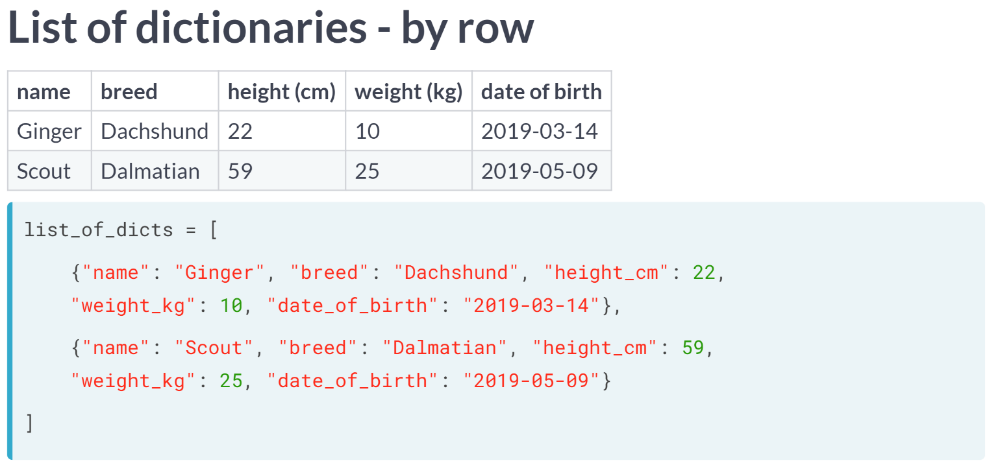 List of dictionaries - by row
name breed height (cm) weight (kg) date of birth
Ginger Dachshund 22 10 2019-03-14
Scout Dalmatian 59 25 2019-05-09
list_of_dicts = [
{"name": "Ginger", "breed": "Dachshund", "height_cm": 22,
"weight_kg": 10, "date_of_birth": "2019-03-14"},
{"name": "Scout", "breed": "Dalmatian", "height_cm": 59,
"weight_kg": 25, "date_of_birth": "2019-05-09"}
]